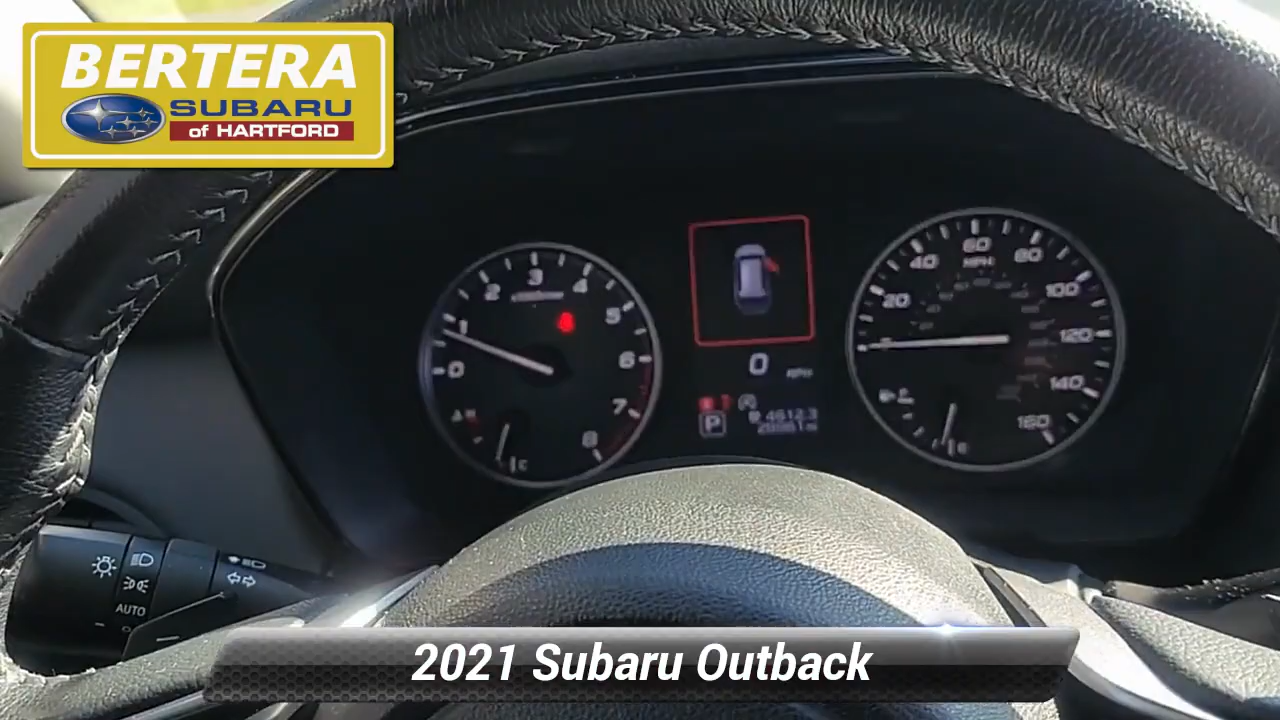 BERTERA
SUBARU
of HARTFORD
0 1 2 3 4 5 6 7 8
C
0
MPH
P
20 40 60 80 100 120 140 160
MPH
AUTO
2021 Subaru Outback